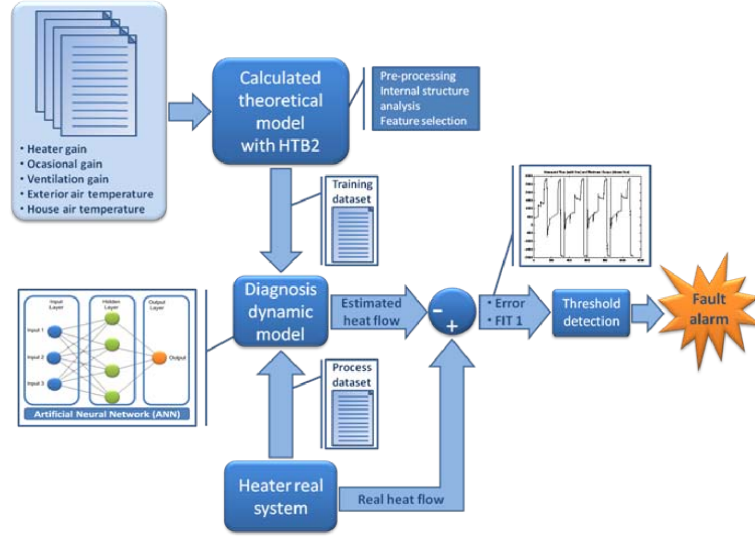 • Heater gain
• Ocasional gain
• Ventilation gain
• Exterior air temperature
• House air temperature
Calculated
theoretical
model
with HTB2
Pre-processing
Internal structure
analysis
Feature selection
Training
dataset
Input
Layer
Hidden
Layer
Output
Layer
Input 1
Input 2
Input 3
Output
Artificial Neural Network (ANN)
Diagnosis
dynamic
model
Estimated
heat flow
-
+
• Error
• FIT 1
Threshold
detection
Fault
alarm
Process
dataset
Heater real
system
Real heat flow